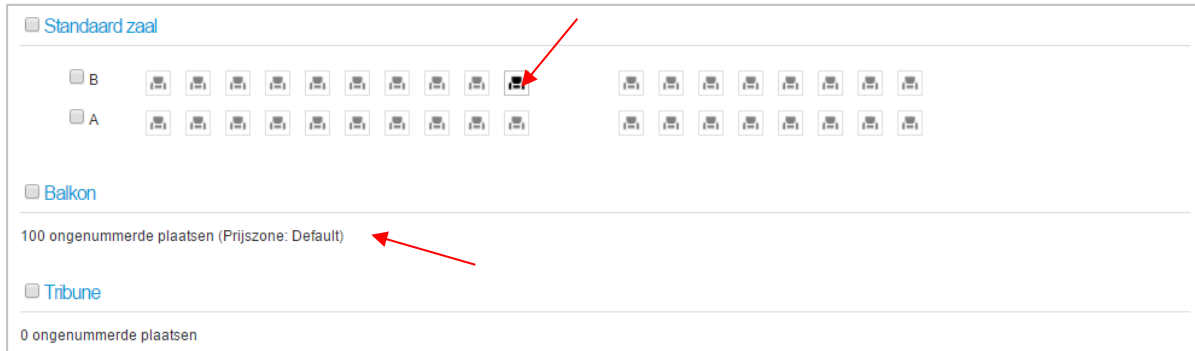 Standaard zaal
B
A
Balkon
100 ongenummerde plaatsen (Prijszone: Default)
Tribune
0 ongenummerde plaatsen